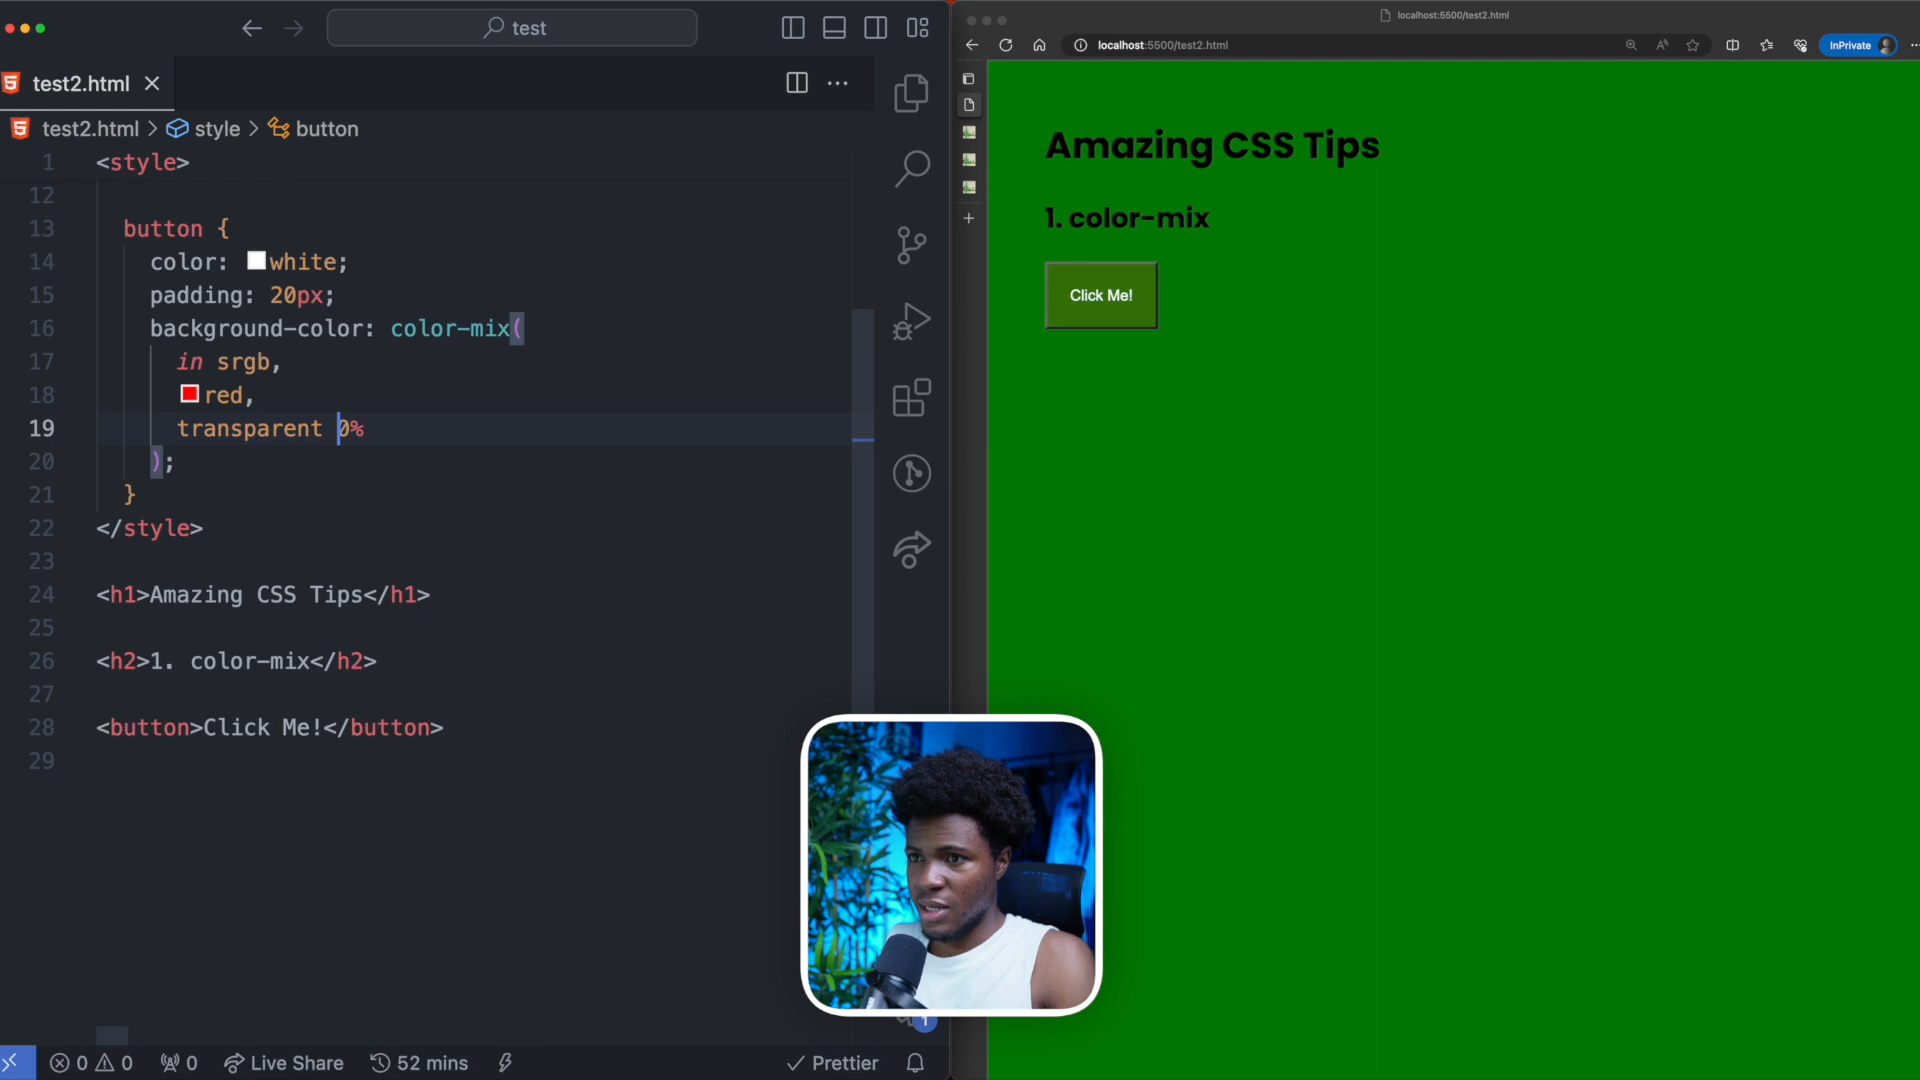 test
test2.html
test2.html > style > button
1 <style>
12
13 button {
14 color: white;
15 padding: 20px;
16 background-color: color-mix(
17 in srgb,
18 red,
19 transparent 0%
20 );
21 }
22 </style>
23
24 <h1>Amazing CSS Tips</h1>
25
26 <h2>1. color-mix</h2>
27
28 <button>Click Me!</button>
29
1
0 0 0 Live Share 52 mins Prettier
localhost:5500/test2.html
localhost:5500/test2.html
InPrivate
Amazing CSS Tips
1. color-mix
Click Me!